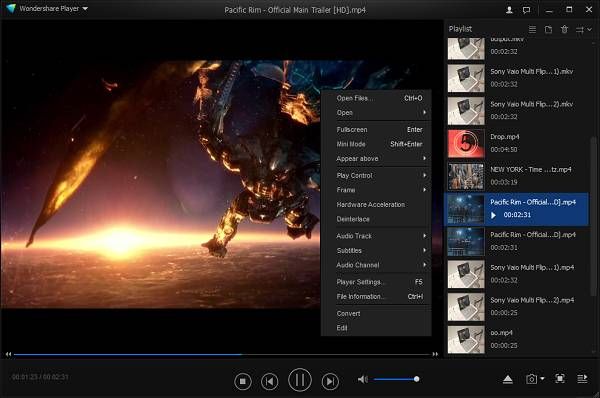 Wondershare Player
Pacific Rim - Official Main Trailer [HD].mp4
Playlist
output.mkv
00:02:32
Sony Vaio Multi Flip... 1).mkv
00:02:32
Sony Vaio Multi Flip... 2).mkv
00:02:32
Drop.mp4
00:04:50
NEW YORK - Time ...tz.mp4
00:03:19
Pacific Rim - Official...D].mp4
00:02:31
Pacific Rim - Official...D].mp4
00:02:31
Sony Vaio Multi Flip... 1).mp4
00:02:32
Sony Vaio Multi Flip... 2).mp4
00:00:25
oo.mp4
00:00:25
Open Files... Ctrl+O
Open
Fullscreen Enter
Mini Mode Shift+Enter
Appear above
Play Control
Frame
Hardware Acceleration
Deinterlace
Audio Track
Subtitles
Audio Channel
Player Settings... F5
File Information... Ctrl+I
Convert
Edit
00:01:23 / 00:02:31